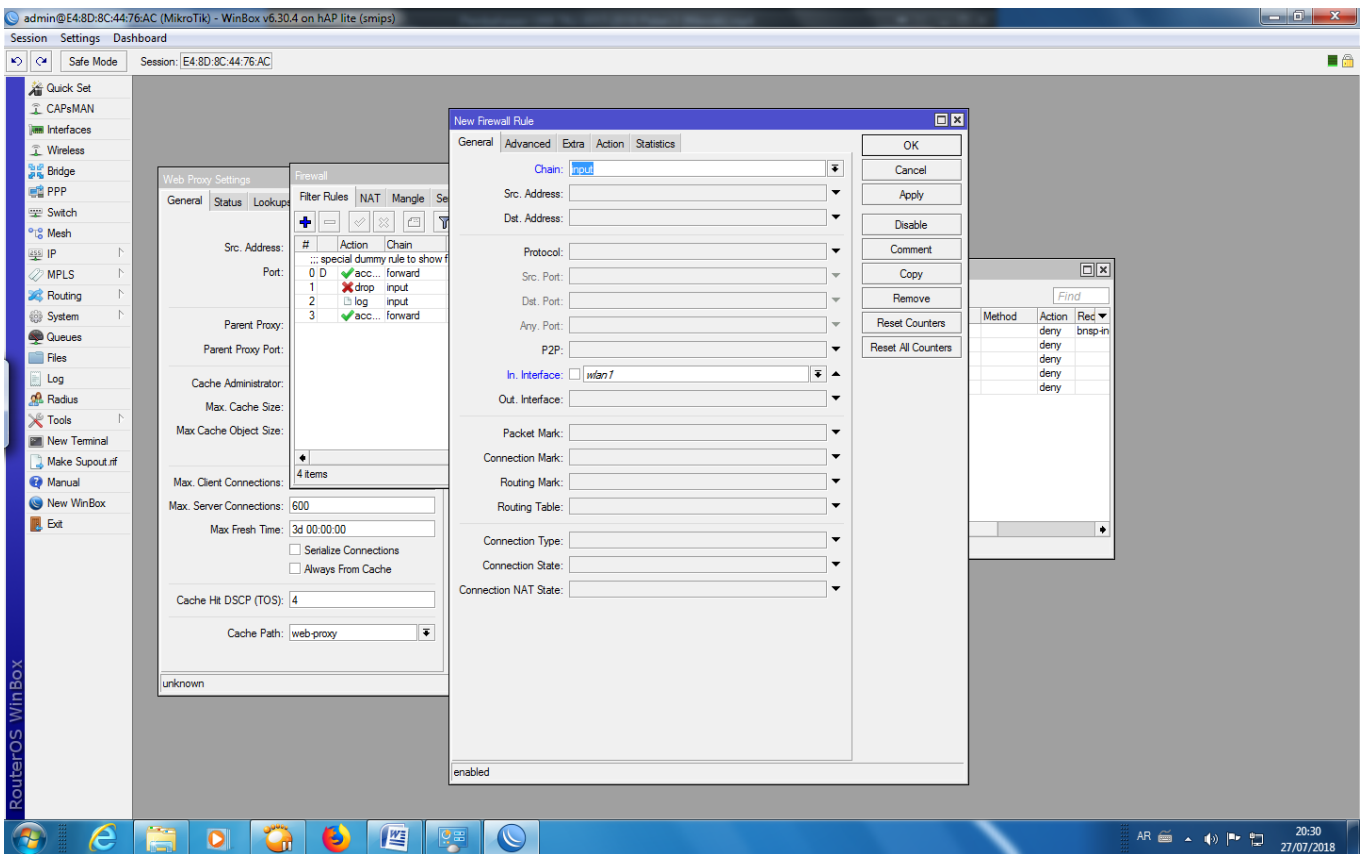 admin@E4:8D:8C:44:76:AC (MikroTik) - WinBox v6.30.4 on hAP lite (smips)
Session Settings Dashboard
Safe Mode Session: E4:8D:8C:44:76:AC
Quick Set
CAPsMAN
Interfaces
Wireless
Bridge
PPP
Switch
Mesh
IP
MPLS
Routing
System
Queues
Files
Log
Radius
Tools
New Terminal
Make Supout.rif
Manual
New WinBox
Exit
RouterOS WinBox
Web Proxy Settings
General Status Lookups
Src. Address:
Port:
Parent Proxy:
Parent Proxy Port:
Cache Administrator:
Max. Cache Size:
Max Cache Object Size:
Max. Client Connections:
Max. Server Connections: 600
Max Fresh Time: 3d 00:00:00
Serialize Connections
Always From Cache
Cache Hit DSCP (TOS): 4
Cache Path: web-proxy
unknown
Firewall
Filter Rules NAT Mangle Se
# Action Chain
;;; special dummy rule to show f
0 D acc... forward
1 drop input
2 log input
3 acc... forward
4 items
New Firewall Rule
General Advanced Extra Action Statistics
Chain: input
Src. Address:
Dst. Address:
Protocol:
Src. Port:
Dst. Port:
Any. Port:
P2P:
In. Interface: wlan1
Out. Interface:
Packet Mark:
Connection Mark:
Routing Mark:
Routing Table:
Connection Type:
Connection State:
Connection NAT State:
enabled
OK
Cancel
Apply
Disable
Comment
Copy
Remove
Reset Counters
Reset All Counters
Find
Method Action Red
deny bnsp-in
deny
deny
deny
deny
AR
20:30
27/07/2018